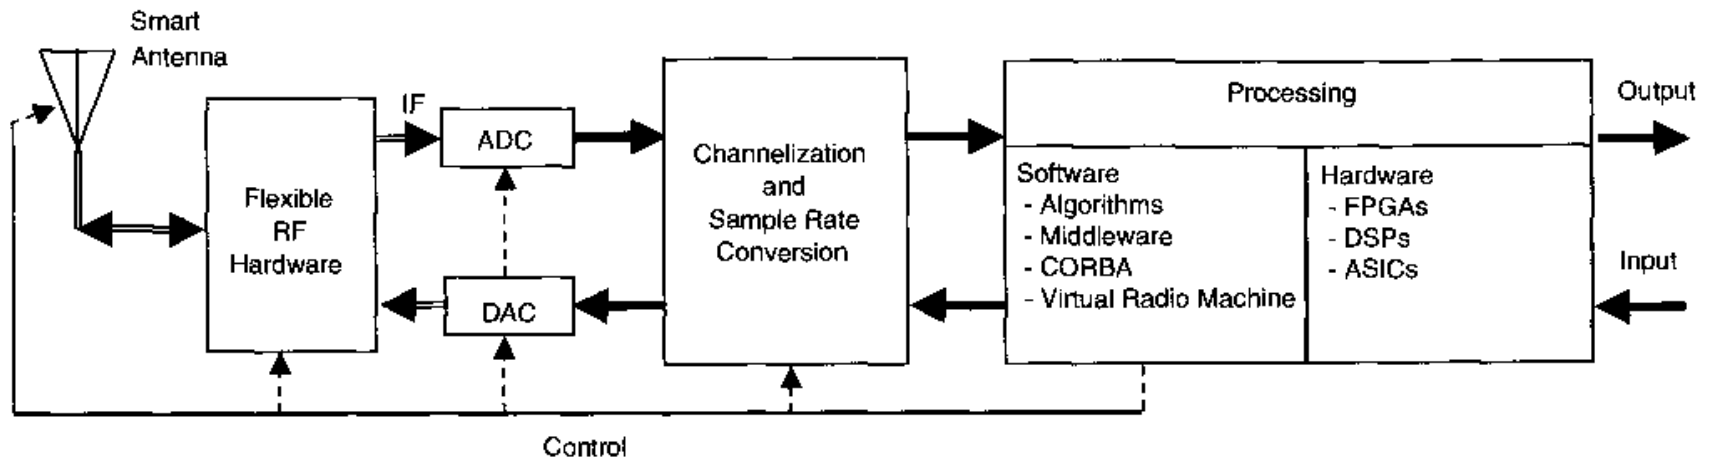 Smart
Antenna
Flexible
RF
Hardware
IF
ADC
DAC
Channelization
and
Sample Rate
Conversion
Processing
Software
- Algorithms
- Middleware
- CORBA
- Virtual Radio Machine
Hardware
- FPGAs
- DSPs
- ASICs
Output
Input
Control